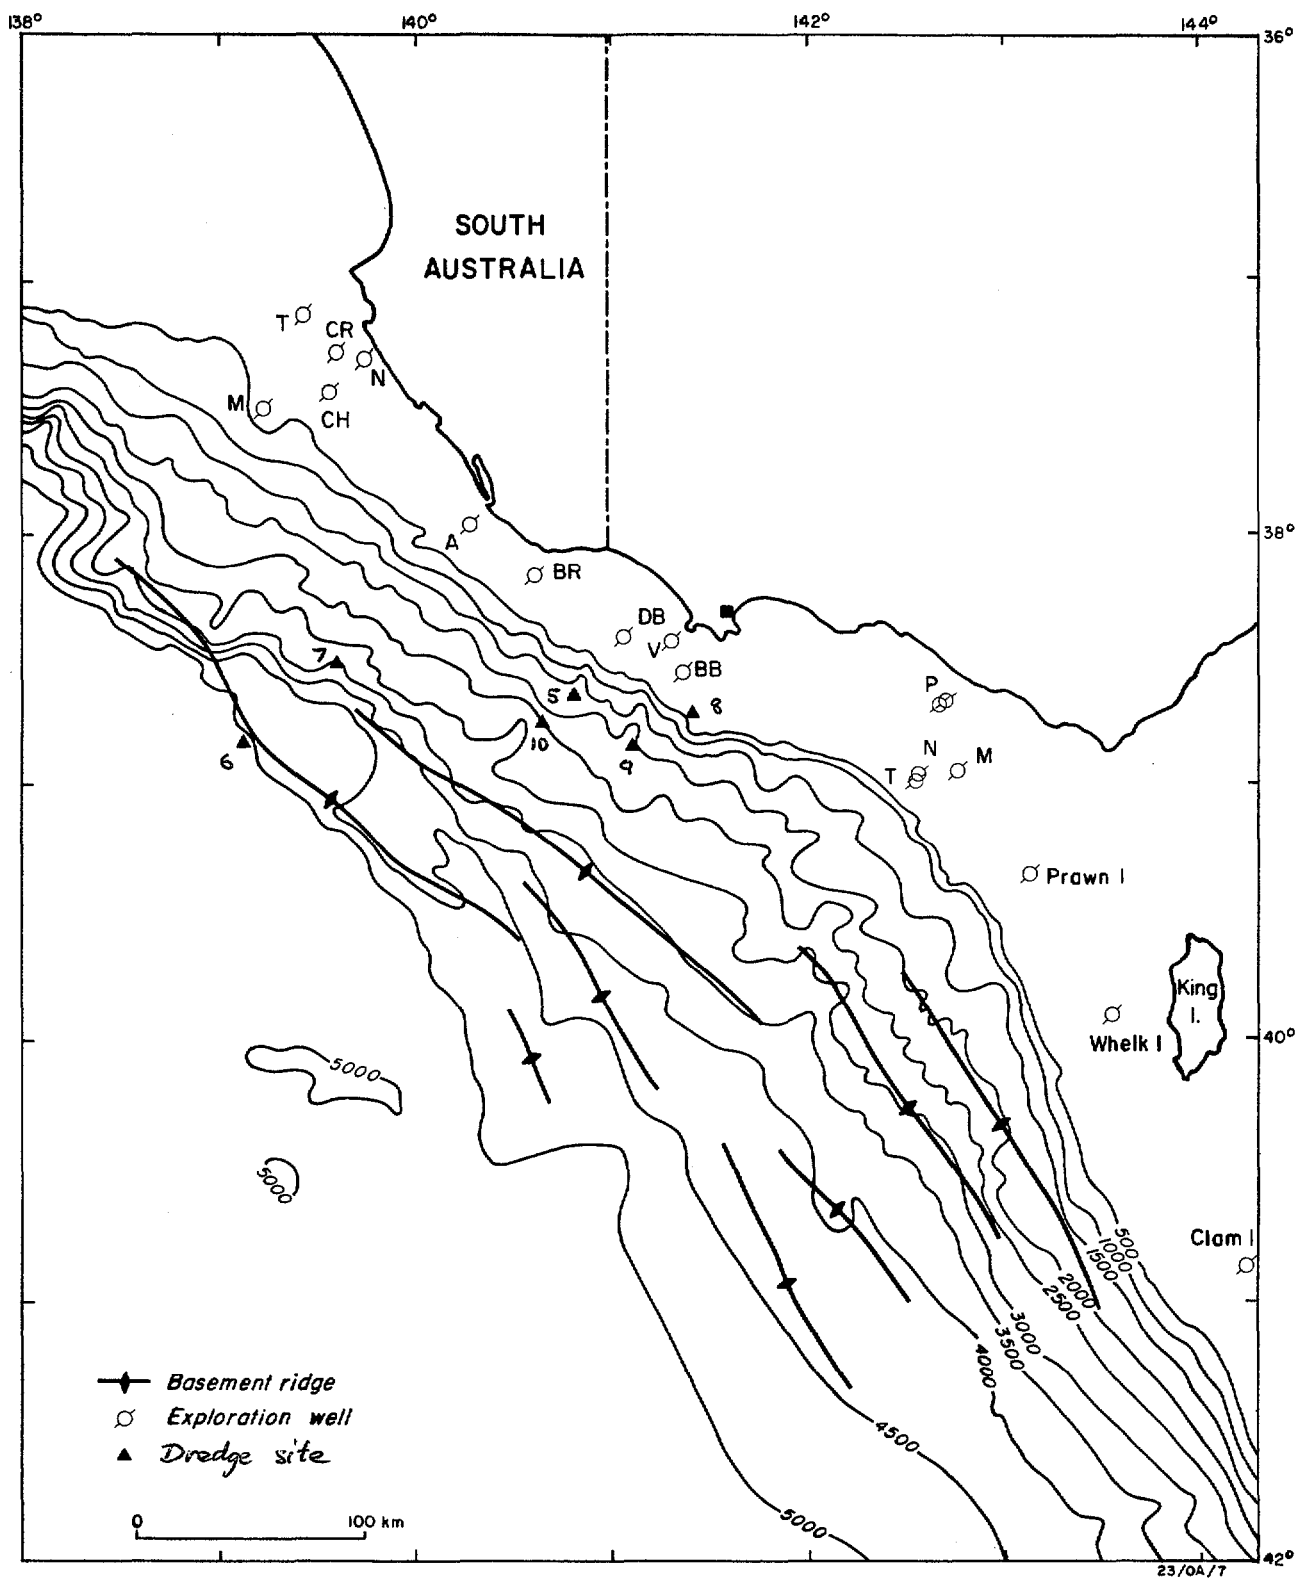 138° 140° 142° 144°
36°
SOUTH
AUSTRALIA
T
CR
N
M
CH
38°
A
BR
DB
V
BB
7
5
8
P
10
9
6
N
M
T
Prawn 1
King
I.
Whelk 1
40°
5000
5000
Clam 1
500
1000
1500
2000
2500
3000
3500
4000
4500
5000
Basement ridge
Exploration well
Dredge site
0 100 km
42°
23/OA/7